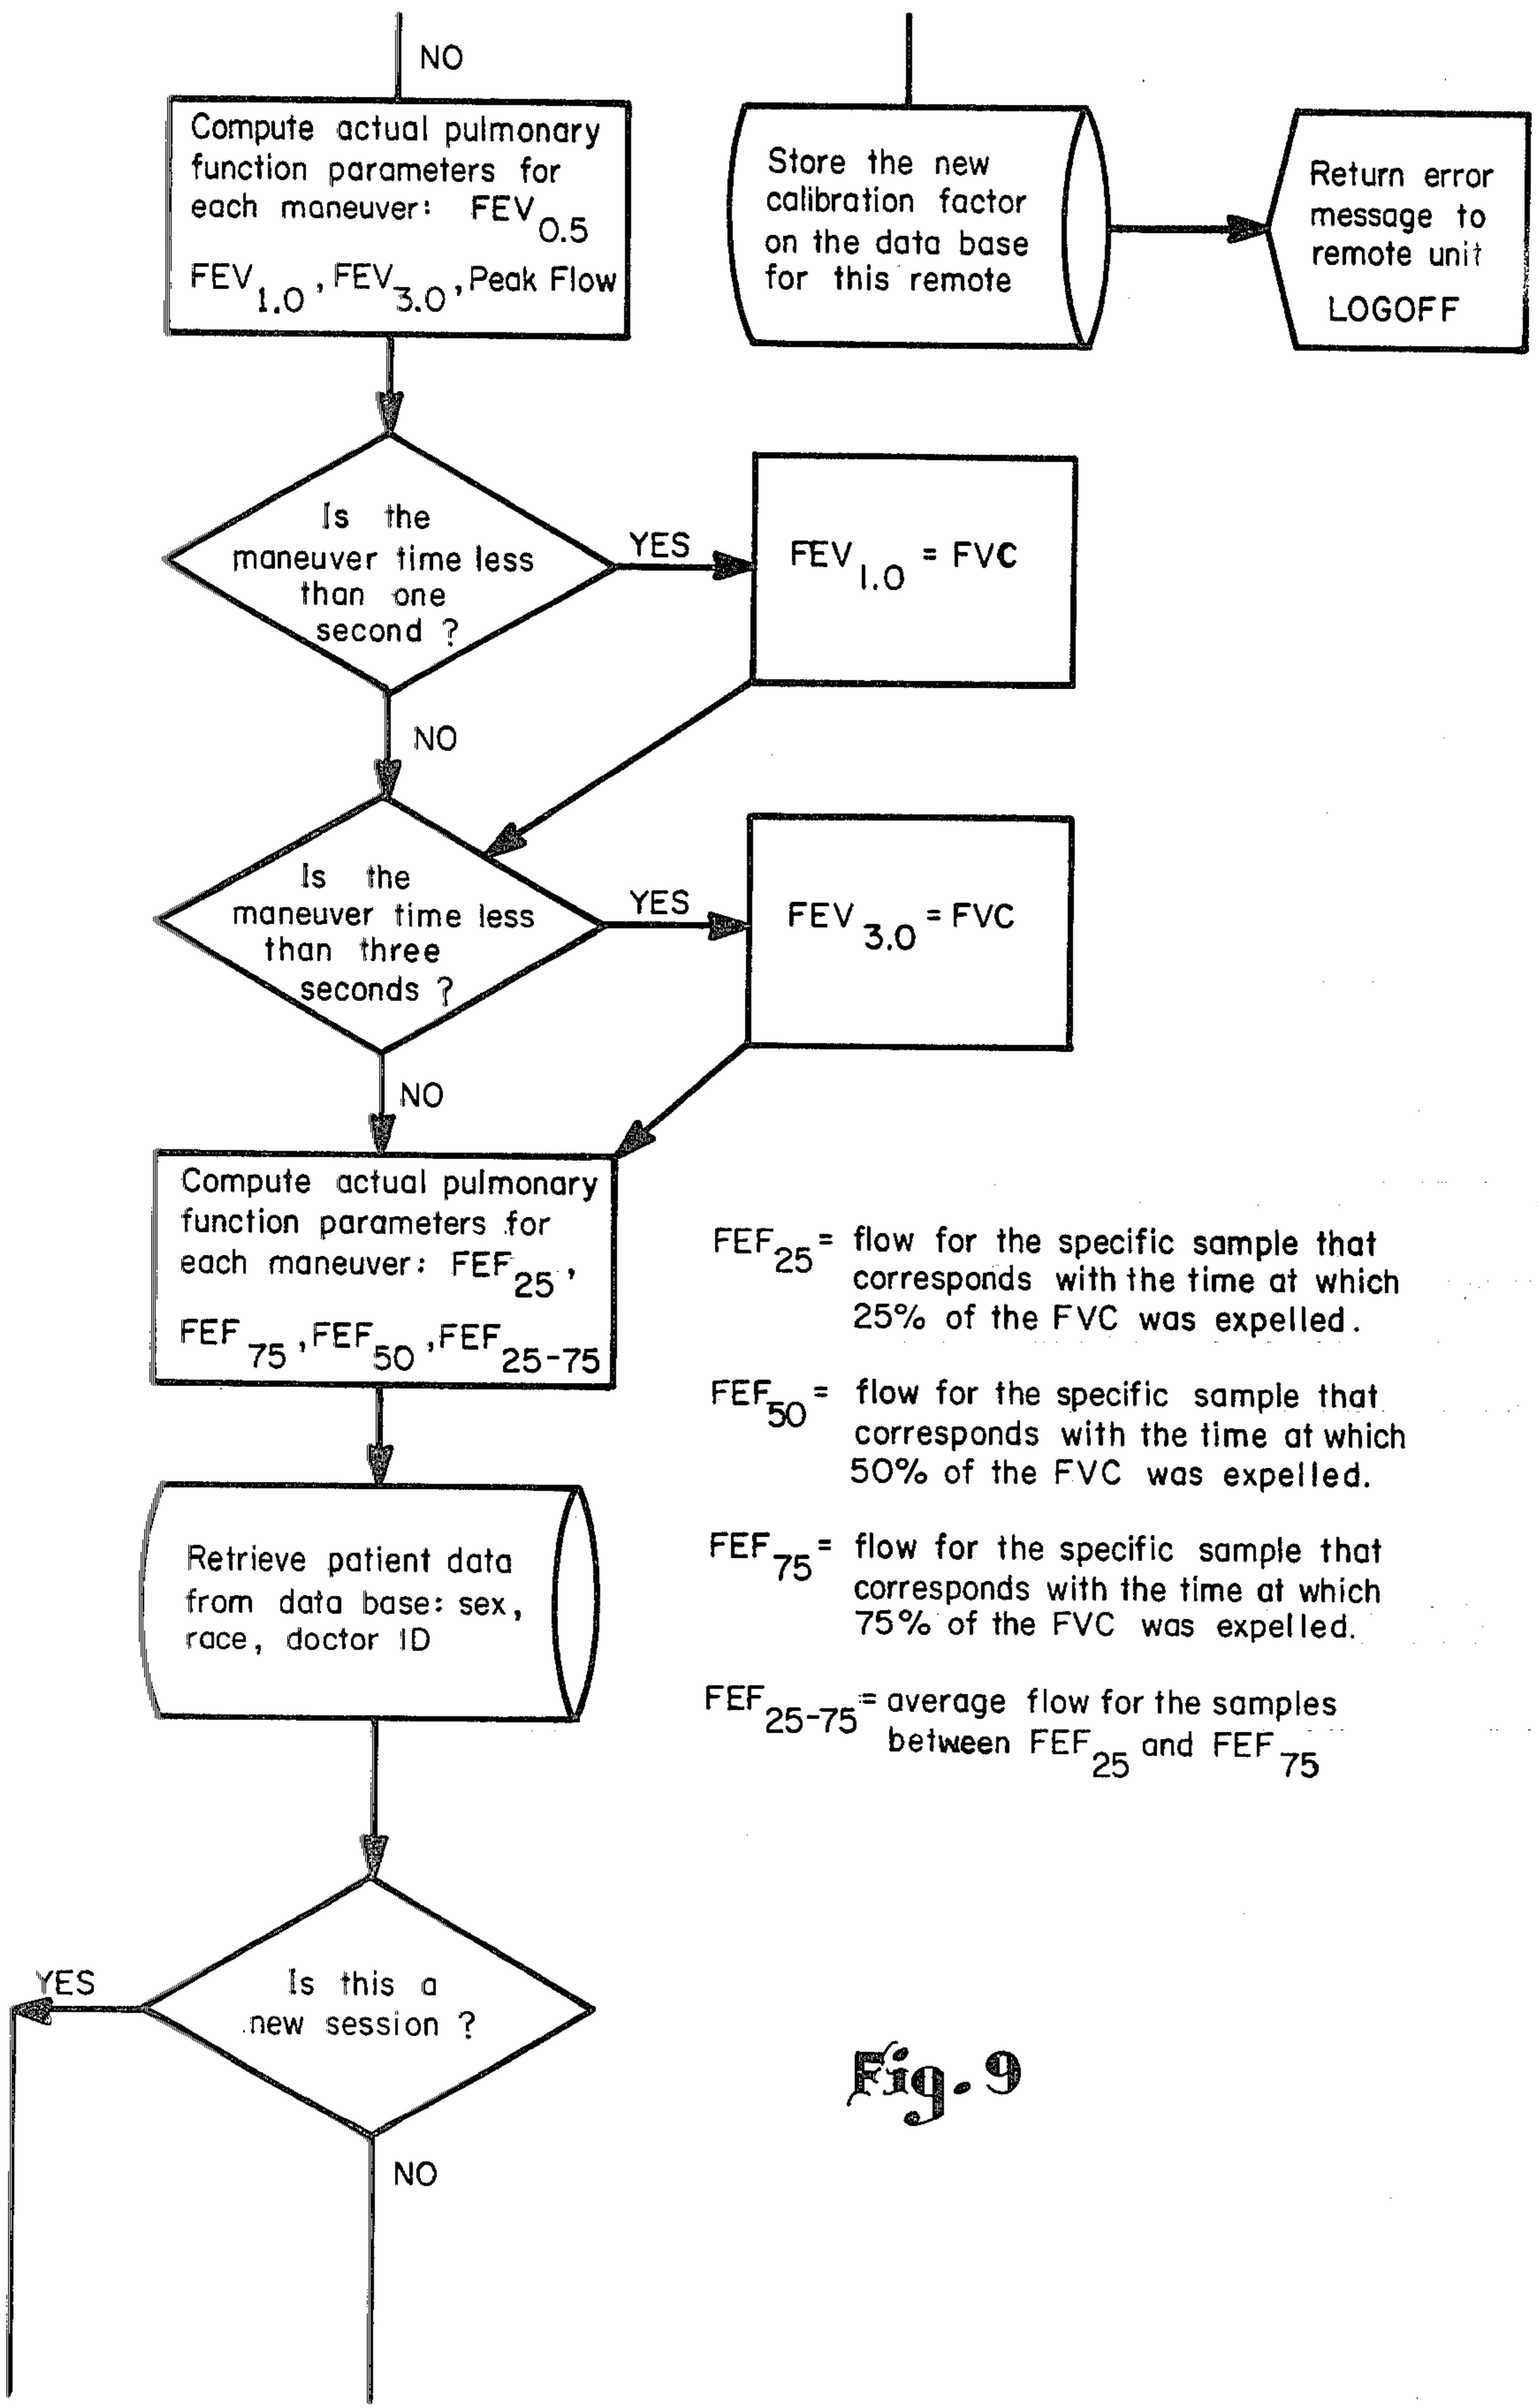 NO
Compute actual pulmonary
function parameters for
each maneuver: FEV0.5
FEV1.0, FEV3.0, Peak Flow
Store the new
calibration factor
on the data base
for this remote
Return error
message to
remote unit
LOGOFF
Is the
maneuver time less
than one
second ?
YES
FEV1.0 = FVC
NO
Is the
maneuver time less
than three
seconds ?
YES
FEV3.0 = FVC
NO
Compute actual pulmonary
function parameters for
each maneuver: FEF25,
FEF75, FEF50, FEF25-75
FEF25 = flow for the specific sample that
corresponds with the time at which
25% of the FVC was expelled.
FEF50 = flow for the specific sample that
corresponds with the time at which
50% of the FVC was expelled.
FEF75 = flow for the specific sample that
corresponds with the time at which
75% of the FVC was expelled.
FEF25-75 = average flow for the samples
between FEF25 and FEF75
Retrieve patient data
from data base: sex,
race, doctor ID
YES
Is this a
new session ?
NO
Fig. 9